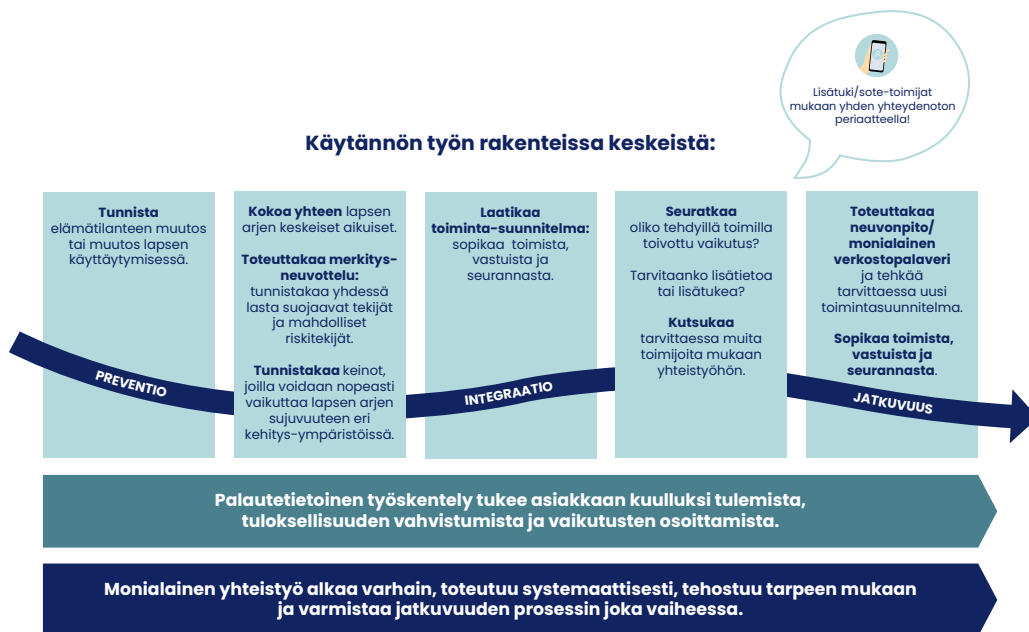 Lisätuki/sote-toimijat
mukaan yhden yhteydenoton
periaatteella!
Käytännön työn rakenteissa keskeistä:
Tunnista
elämätilanteen muutos
tai muutos lapsen
käyttäytymisessä.
Kokoa yhteen lapsen
arjen keskeiset aikuiset.
Toteuttakaa merkitys-
neuvottelu:
tunnistakaa yhdessä
lasta suojaavat tekijät
ja mahdolliset
riskitekijät.
Tunnistakaa keinot,
joilla voidaan nopeasti
vaikuttaa lapsen arjen
sujuvuuteen eri
kehitys-ympäristöissä.
Laatikaa
toiminta-suunnitelma:
sopikaa toimista,
vastuista ja
seurannasta.
Seuratkaa
oliko tehdyillä toimilla
toivottu vaikutus?
Tarvitaanko lisätietoa
tai lisätukea?
Kutsukaa
tarvittaessa muita
toimijoita mukaan
yhteistyöhön.
Toteuttakaa
neuvonpito/
monialainen
verkostopalaveri
ja tehkää
tarvittaessa uusi
toimintasuunnitelma.
Sopikaa toimista,
vastuista ja
seurannasta.
PREVENTIO
INTEGRAATIO
JATKUVUUS
Palautetietoinen työskentely tukee asiakkaan kuulluksi tulemista,
tuloksellisuuden vahvistumista ja vaikutusten osoittamista.
Monialainen yhteistyö alkaa varhain, toteutuu systemaattisesti, tehostuu tarpeen mukaan
ja varmistaa jatkuvuuden prosessin joka vaiheessa.